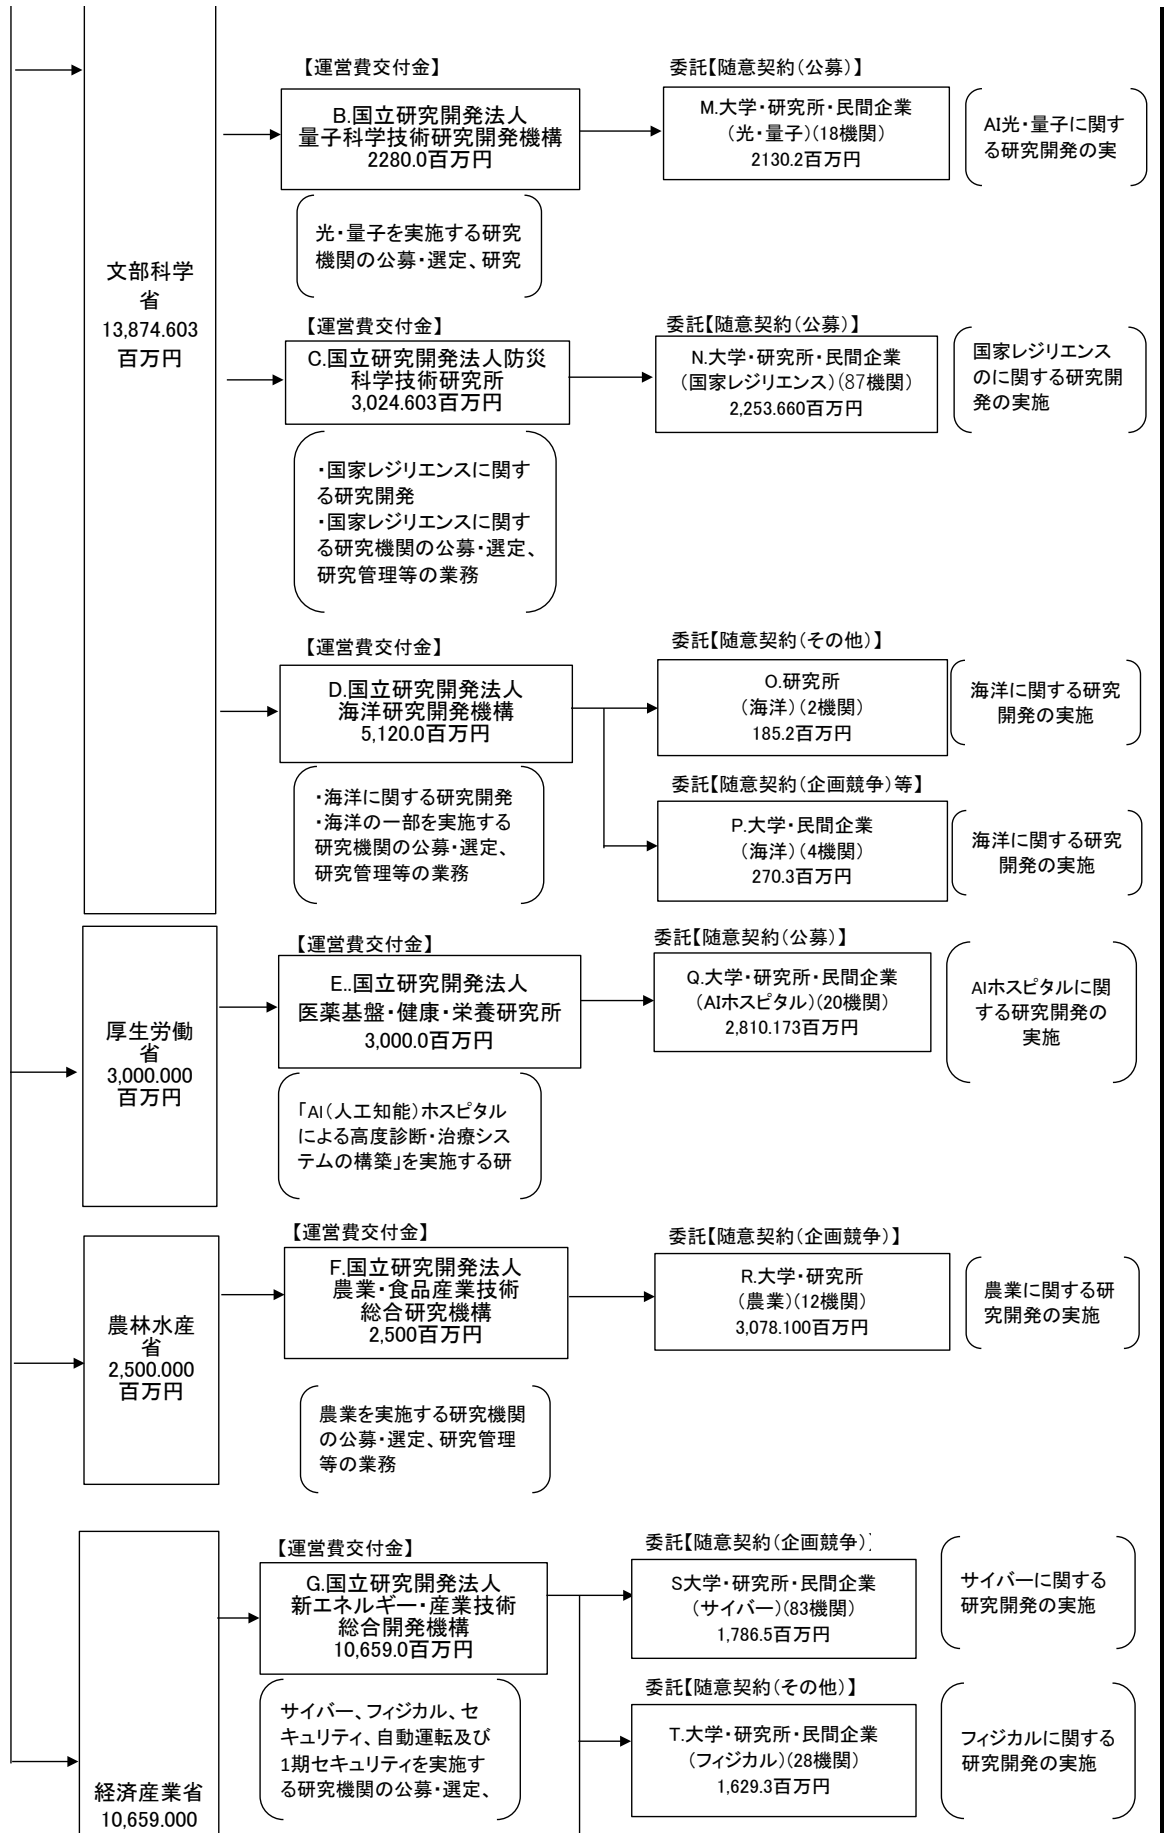 文部科学
省
13,874.603
百万円
【運営費交付金】
B.国立研究開発法人
量子科学技術研究開発機構
2280.0百万円
光・量子を実施する研究
機関の公募・選定、研究
委託【随意契約(公募)】
M.大学・研究所・民間企業
(光・量子)(18機関)
2130.2百万円
AI光・量子に関す
る研究開発の実
【運営費交付金】
C.国立研究開発法人防災
科学技術研究所
3,024.603百万円
・国家レジリエンスに関す
る研究開発
・国家レジリエンスに関す
る研究機関の公募・選定、
研究管理等の業務
委託【随意契約(公募)】
N.大学・研究所・民間企業
(国家レジリエンス)(87機関)
2,253.660百万円
国家レジリエンス
のに関する研究開
発の実施
【運営費交付金】
D.国立研究開発法人
海洋研究開発機構
5,120.0百万円
・海洋に関する研究開発
・海洋の一部を実施する
研究機関の公募・選定、
研究管理等の業務
委託【随意契約(その他)】
O.研究所
(海洋)(2機関)
185.2百万円
海洋に関する研究
開発の実施
委託【随意契約(企画競争)等】
P.大学・民間企業
(海洋)(4機関)
270.3百万円
海洋に関する研究
開発の実施
厚生労働
省
3,000.000
百万円
【運営費交付金】
E..国立研究開発法人
医薬基盤・健康・栄養研究所
3,000.0百万円
「AI(人工知能)ホスピタル
による高度診断・治療シス
テムの構築」を実施する研
委託【随意契約(公募)】
Q.大学・研究所・民間企業
(AIホスピタル)(20機関)
2,810.173百万円
AIホスピタルに関
する研究開発の
実施
農林水産
省
2,500.000
百万円
【運営費交付金】
F.国立研究開発法人
農業・食品産業技術
総合研究機構
2,500百万円
農業を実施する研究機関
の公募・選定、研究管理
等の業務
委託【随意契約(企画競争)】
R.大学・研究所
(農業)(12機関)
3,078.100百万円
農業に関する研
究開発の実施
経済産業省
10,659.000
【運営費交付金】
G.国立研究開発法人
新エネルギー・産業技術
総合開発機構
10,659.0百万円
サイバー、フィジカル、セ
キュリティ、自動運転及び
1期セキュリティを実施す
る研究機関の公募・選定、
委託【随意契約(企画競争)】
S大学・研究所・民間企業
(サイバー)(83機関)
1,786.5百万円
サイバーに関する
研究開発の実施
委託【随意契約(その他)】
T.大学・研究所・民間企業
(フィジカル)(28機関)
1,629.3百万円
フィジカルに関する
研究開発の実施